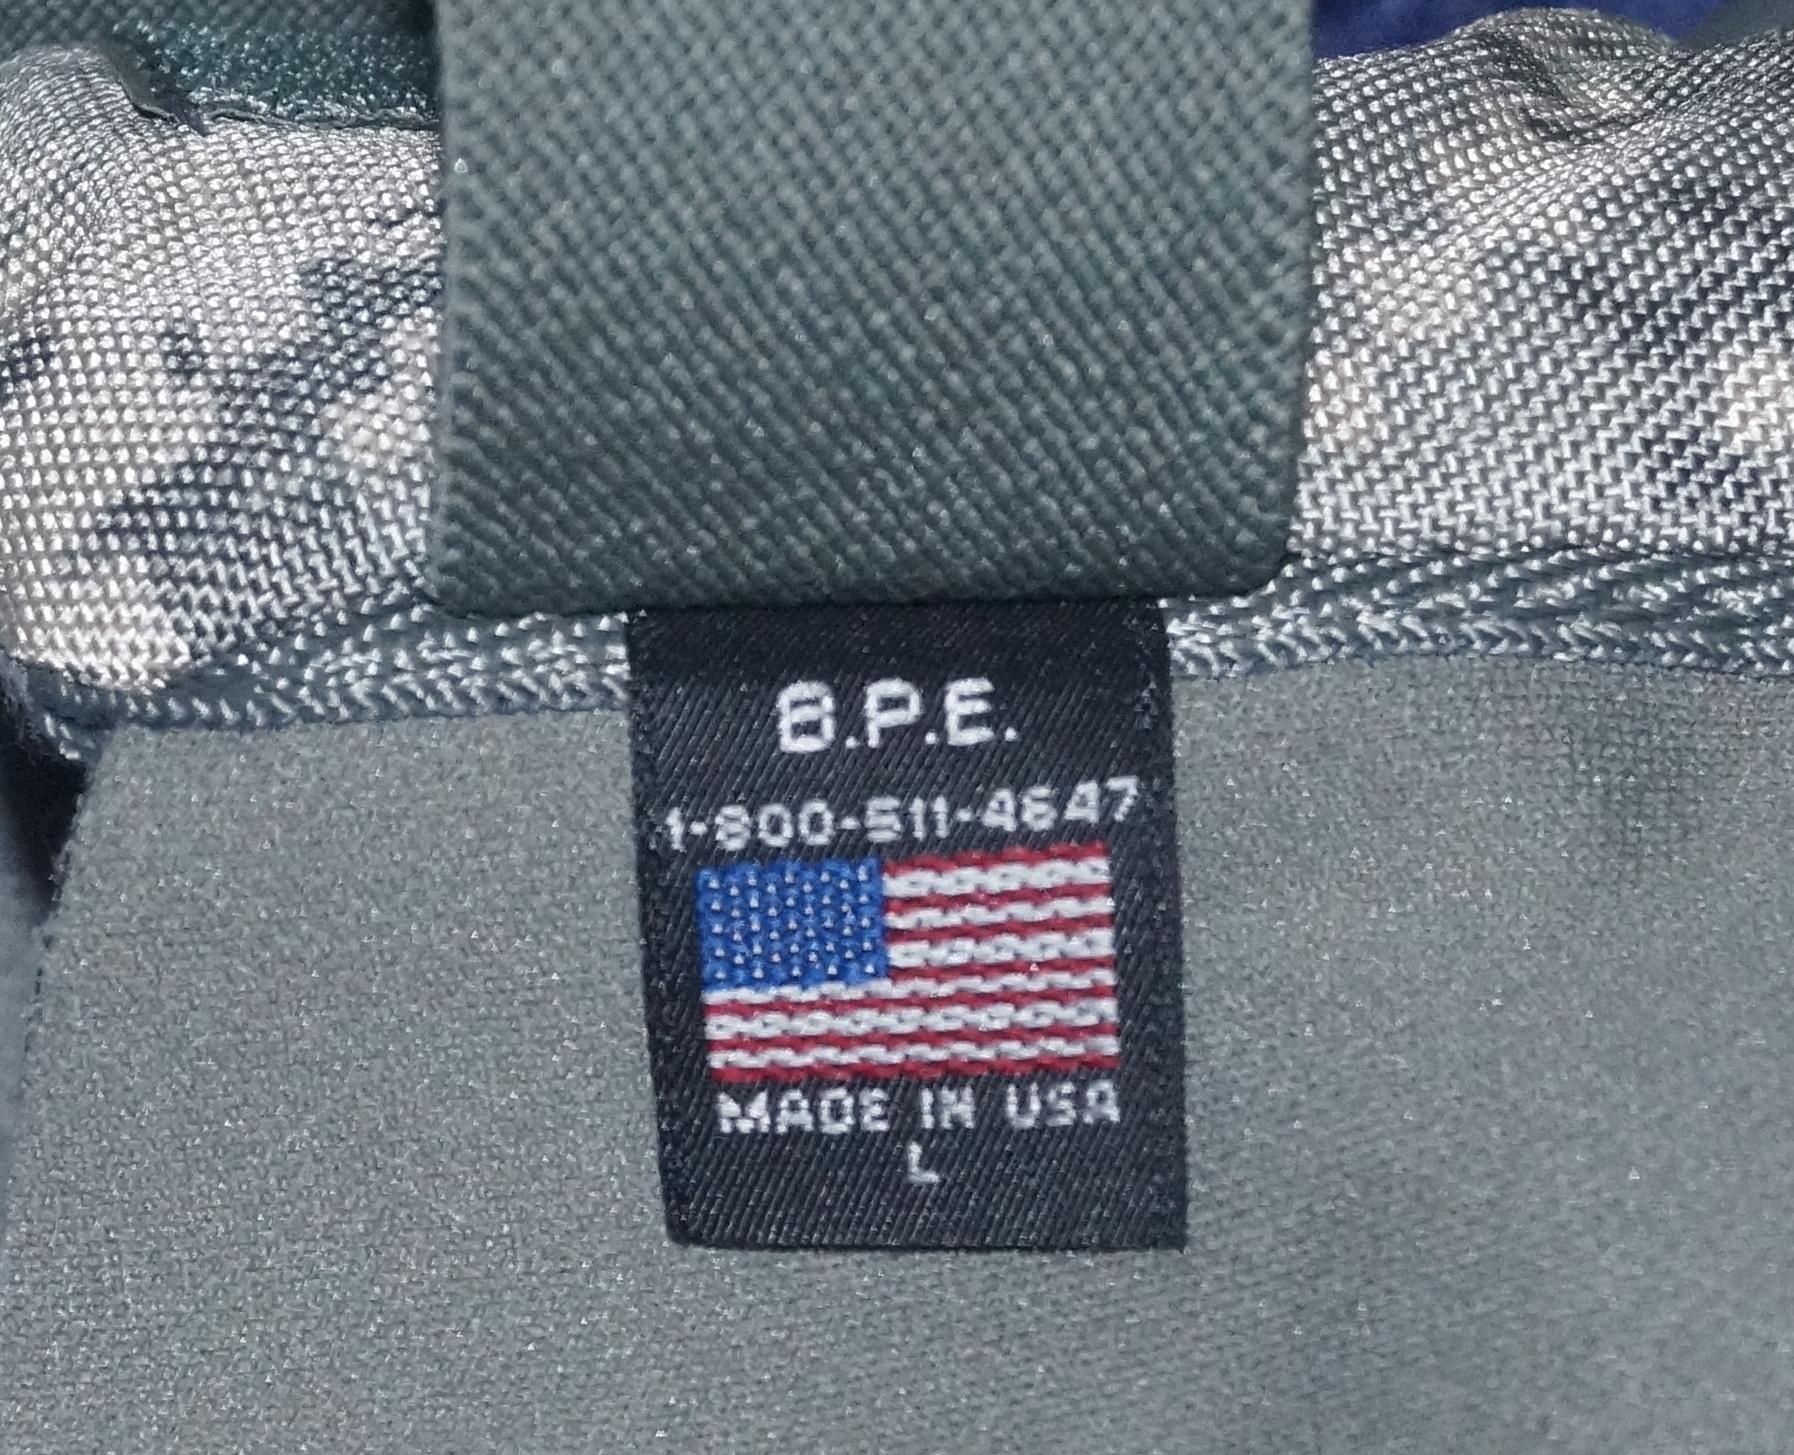 B.P.E.
1-800-511-4647
MADE IN USA
L